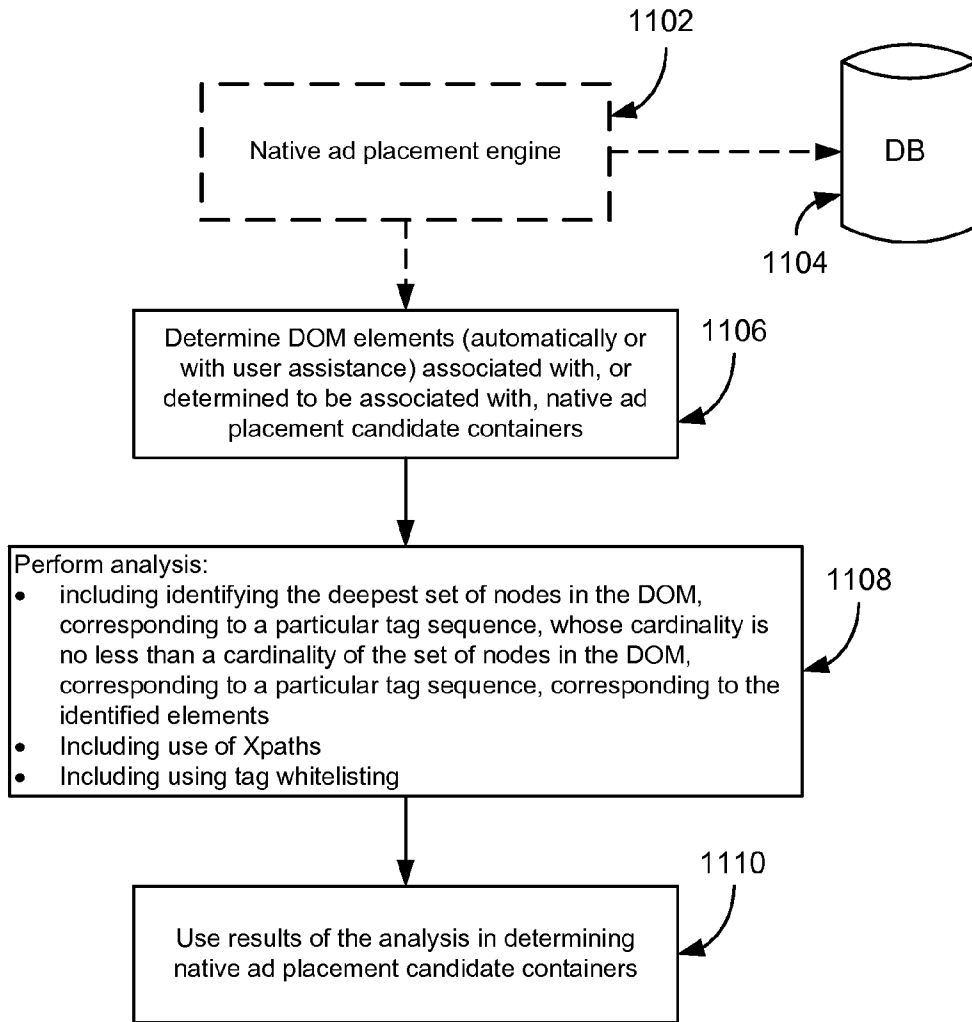 1102
Native ad placement engine
DB
1104
Determine DOM elements (automatically or
with user assistance) associated with, or
determined to be associated with, native ad
placement candidate containers
1106
Perform analysis:
• including identifying the deepest set of nodes in the DOM,
corresponding to a particular tag sequence, whose cardinality is
no less than a cardinality of the set of nodes in the DOM,
corresponding to a particular tag sequence, corresponding to the
identified elements
• Including use of Xpaths
• Including using tag whitelisting
1108
1110
Use results of the analysis in determining
native ad placement candidate containers